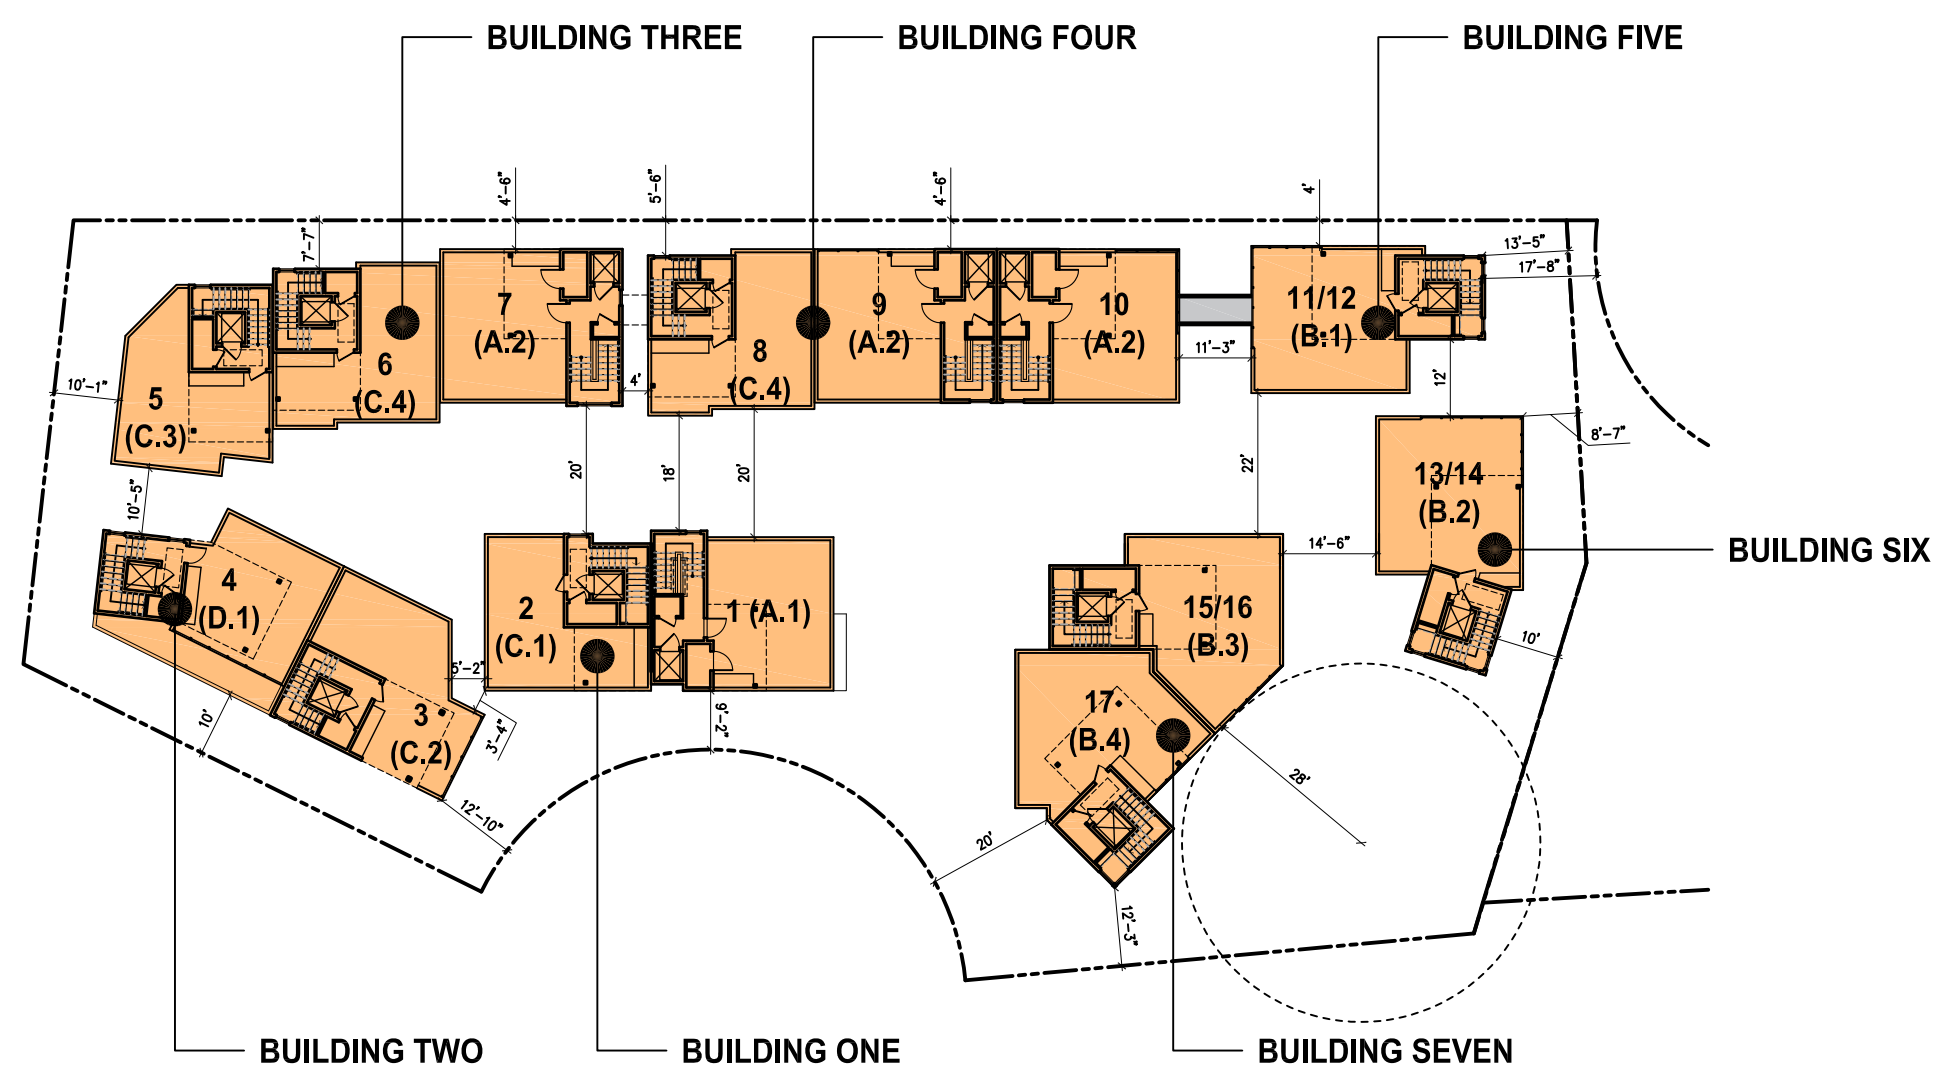 BUILDING THREE
BUILDING FOUR
BUILDING FIVE
4'-6"
5'-6"
4'-6"
4'
7'-7"
13'-5"
17'-8"
7
(A.2)
9
(A.2)
10
(A.2)
11/12
(B.1)
6
(C.4)
8
(C.4)
11'-3"
12'
10'-1"
4'
5
(C.3)
8'-7"
20'
18'
20'
22'
13/14
(B.2)
10'-5"
14'-6"
BUILDING SIX
4
(D.1)
2
(C.1)
1 (A.1)
15/16
(B.3)
10'
5'-2"
3
(C.2)
10'
3'-4"
9'-2"
17
(B.4)
12'-10"
28'
20'
12'-3"
BUILDING TWO
BUILDING ONE
BUILDING SEVEN